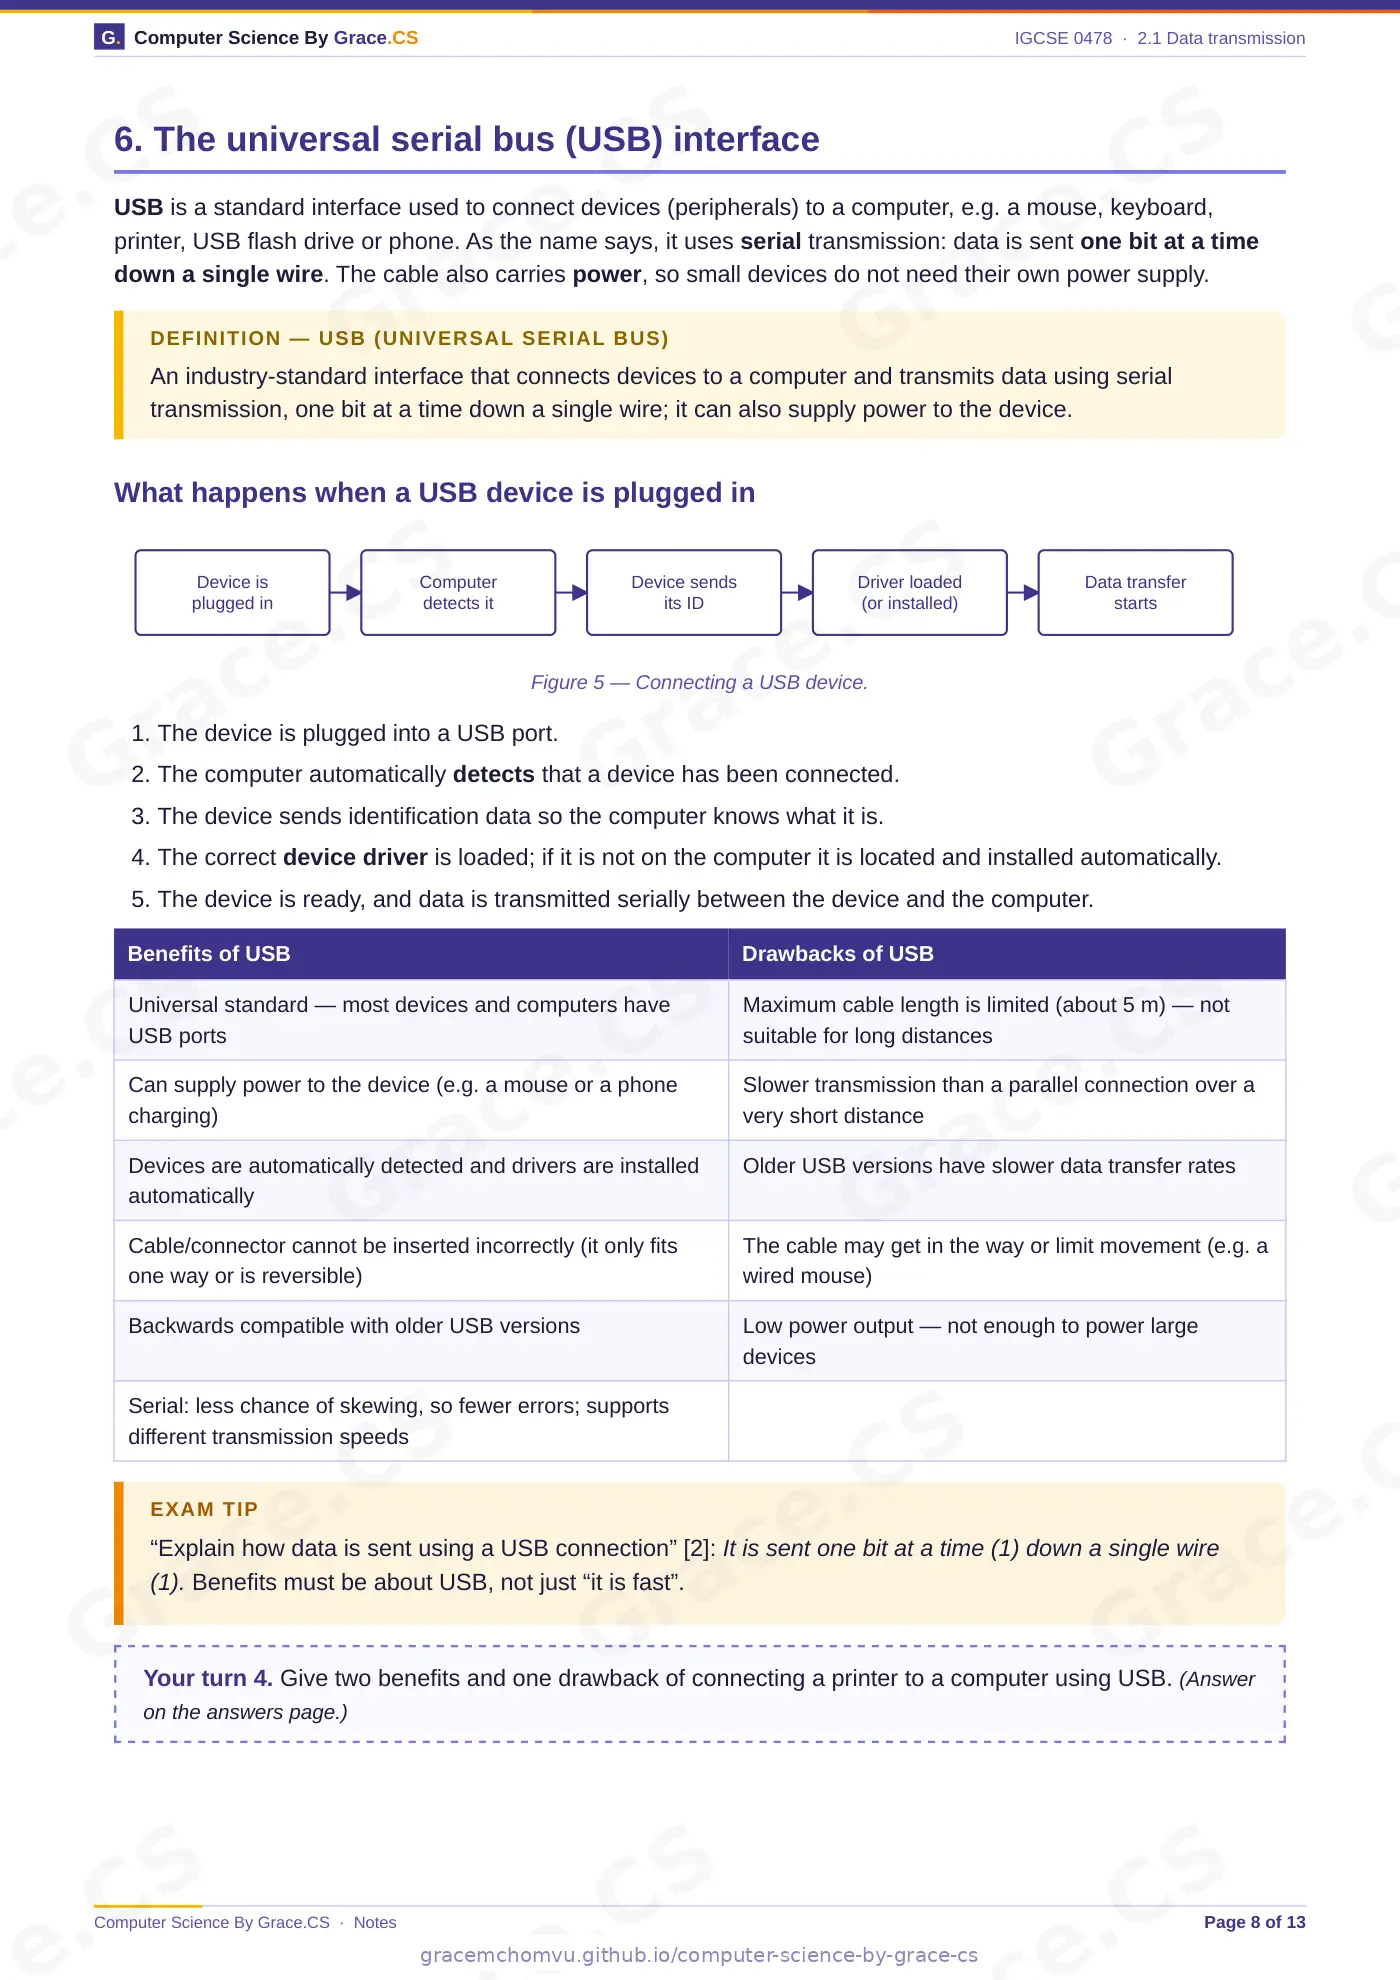 G. Computer Science By Grace.CS
IGCSE 0478 · 2.1 Data transmission
6. The universal serial bus (USB) interface
USB is a standard interface used to connect devices (peripherals) to a computer, e.g. a mouse, keyboard,
printer, USB flash drive or phone. As the name says, it uses serial transmission: data is sent one bit at a time
down a single wire. The cable also carries power, so small devices do not need their own power supply.
DEFINITION — USB (UNIVERSAL SERIAL BUS)
An industry-standard interface that connects devices to a computer and transmits data using serial
transmission, one bit at a time down a single wire; it can also supply power to the device.
What happens when a USB device is plugged in
Device is
plugged in
Computer
detects it
Device sends
its ID
Driver loaded
(or installed)
Data transfer
starts
Figure 5 — Connecting a USB device.
1. The device is plugged into a USB port.
2. The computer automatically detects that a device has been connected.
3. The device sends identification data so the computer knows what it is.
4. The correct device driver is loaded; if it is not on the computer it is located and installed automatically.
5. The device is ready, and data is transmitted serially between the device and the computer.
Benefits of USB
Drawbacks of USB
Universal standard — most devices and computers have
USB ports
Maximum cable length is limited (about 5 m) — not
suitable for long distances
Can supply power to the device (e.g. a mouse or a phone
charging)
Slower transmission than a parallel connection over a
very short distance
Devices are automatically detected and drivers are installed
automatically
Older USB versions have slower data transfer rates
Cable/connector cannot be inserted incorrectly (it only fits
one way or is reversible)
The cable may get in the way or limit movement (e.g. a
wired mouse)
Backwards compatible with older USB versions
Low power output — not enough to power large
devices
Serial: less chance of skewing, so fewer errors; supports
different transmission speeds
EXAM TIP
“Explain how data is sent using a USB connection” [2]: It is sent one bit at a time (1) down a single wire
(1). Benefits must be about USB, not just “it is fast”.
Your turn 4. Give two benefits and one drawback of connecting a printer to a computer using USB. (Answer
on the answers page.)
Computer Science By Grace.CS · Notes
Page 8 of 13
gracemchomvu.github.io/computer-science-by-grace-cs